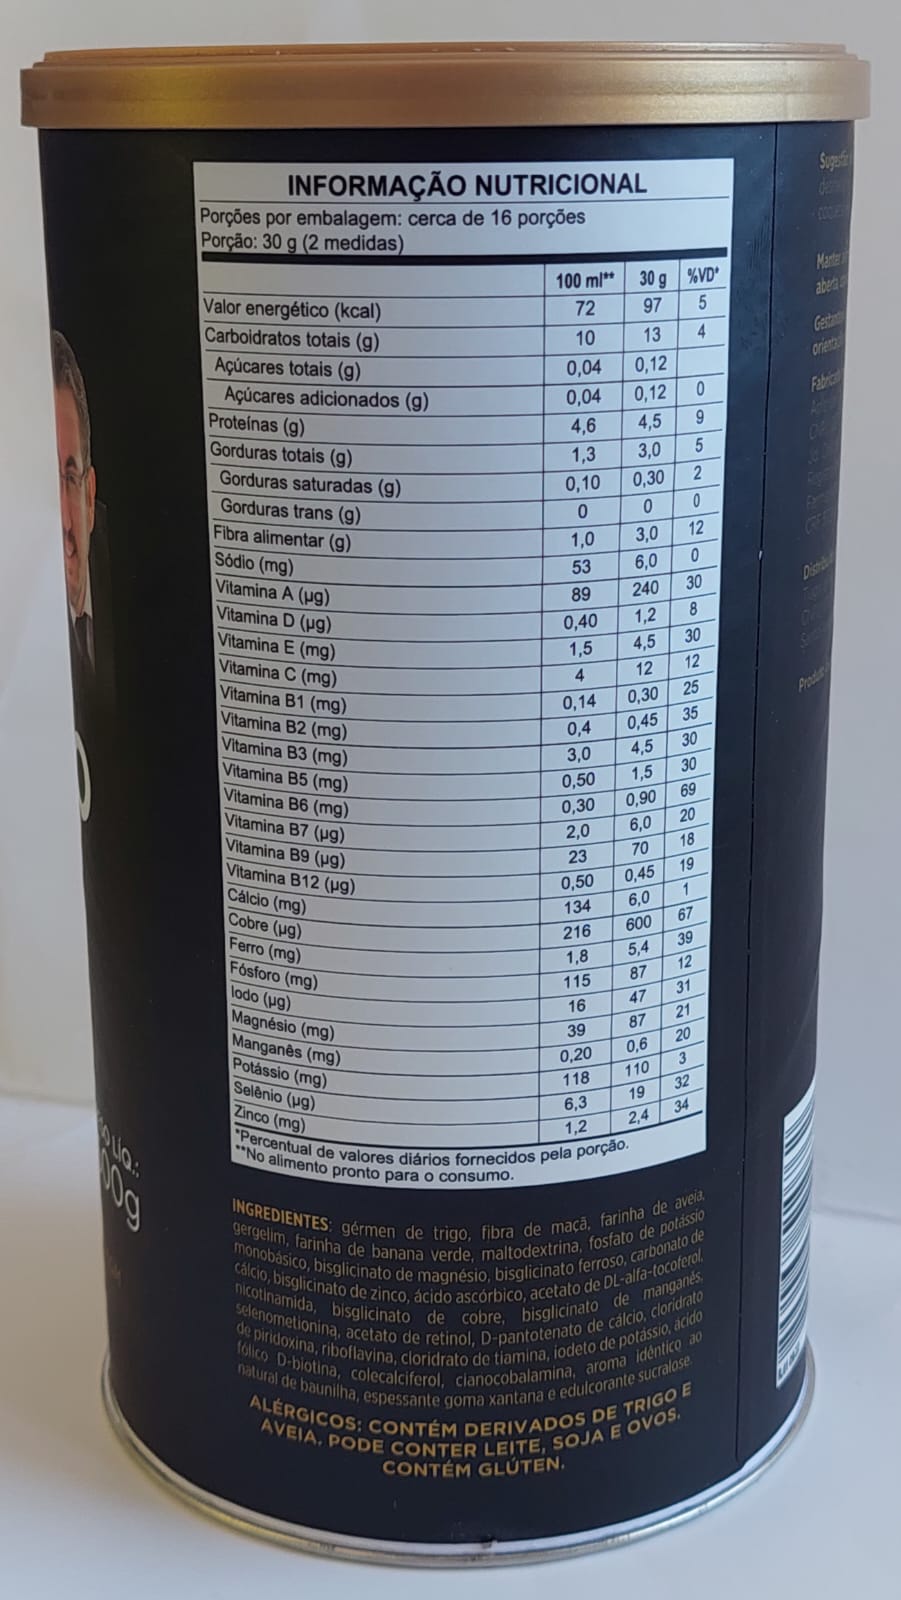 INFORMAÇÃO NUTRICIONAL
Porções por embalagem: cerca de 16 porções
Porção: 30 g (2 medidas)
100 ml** 30 g %VD*
Valor energético (kcal) 72 97 5
Carboidratos totais (g) 10 13 4
Açúcares totais (g) 0,04 0,12
Açúcares adicionados (g) 0,04 0,12 0
Proteínas (g) 4,6 4,5 9
Gorduras totais (g) 1,3 3,0 5
Gorduras saturadas (g) 0,10 0,30 2
Gorduras trans (g) 0 0 0
Fibra alimentar (g) 1,0 3,0 12
Sódio (mg) 53 6,0 0
Vitamina A (µg) 89 240 30
Vitamina D (µg) 0,40 1,2 8
Vitamina E (mg) 1,5 4,5 30
Vitamina C (mg) 4 12 12
Vitamina B1 (mg) 0,14 0,30 25
Vitamina B2 (mg) 0,4 0,45 35
Vitamina B3 (mg) 3,0 4,5 30
Vitamina B5 (mg) 0,50 1,5 30
Vitamina B6 (mg) 0,30 0,90 69
Vitamina B7 (µg) 2,0 6,0 20
Vitamina B9 (µg) 23 70 18
Vitamina B12 (µg) 0,50 0,45 19
Cálcio (mg) 134 6,0 1
Cobre (µg) 216 600 67
Ferro (mg) 1,8 5,4 39
Fósforo (mg) 115 87 12
Iodo (µg) 16 47 31
Magnésio (mg) 39 87 21
Manganês (mg) 0,20 0,6 20
Potássio (mg) 118 110 3
Selênio (µg) 6,3 19 32
Zinco (mg) 1,2 2,4 34
*Percentual de valores diários fornecidos pela porção.
**No alimento pronto para o consumo.
INGREDIENTES: gérmen de trigo, fibra de maçã, farinha de aveia,
gergelim, farinha de banana verde, maltodextrina, fosfato de potássio
monobásico, bisglicinato de magnésio, bisglicinato ferroso, carbonato de
cálcio, bisglicinato de zinco, ácido ascórbico, acetato de DL-alfa-tocoferol,
nicotinamida, bisglicinato de cobre, bisglicinato de manganês,
selenometionina, acetato de retinol, D-pantotenato de cálcio, cloridrato
de piridoxina, riboflavina, cloridrato de tiamina, iodeto de potássio, ácido
fólico D-biotina, colecalciferol, cianocobalamina, aroma idêntico ao
natural de baunilha, espessante goma xantana e edulcorante sucralose.
ALÉRGICOS: CONTÉM DERIVADOS DE TRIGO E
AVEIA. PODE CONTER LEITE, SOJA E OVOS.
CONTÉM GLÚTEN.
LIQ.:
00g
Manter
aberta